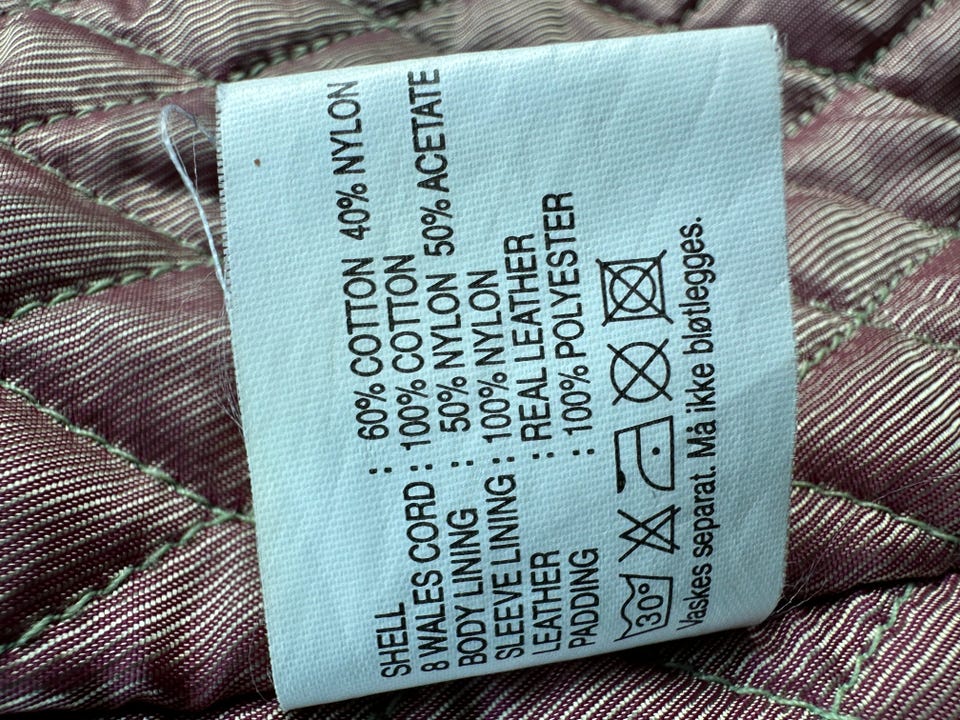 SHELL : 60% COTTON 40% NYLON
8 WALES CORD : 100% COTTON
BODY LINING : 50% NYLON 50% ACETATE
SLEEVE LINING : 100% NYLON
LEATHER : REAL LEATHER
PADDING : 100% POLYESTER
30°
Vaskes separat. Må ikke bløtlegges.